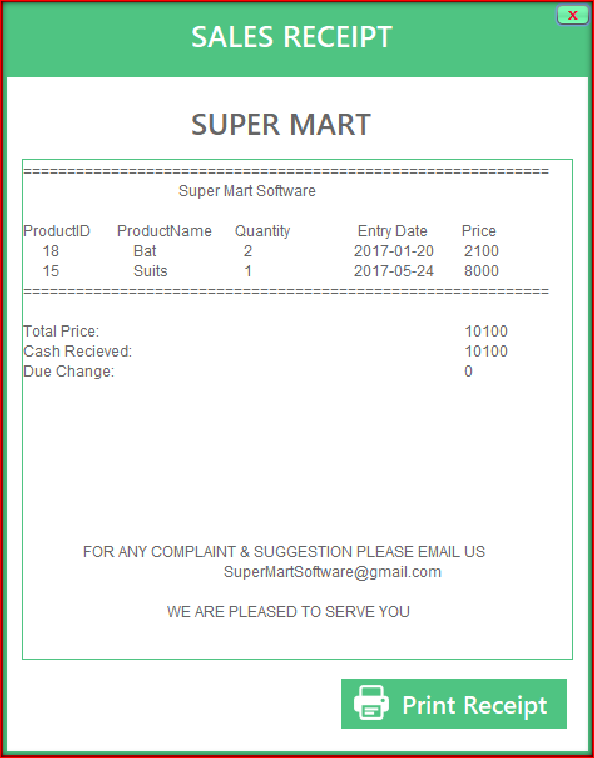 SALES RECEIPT
x
SUPER MART
============================================================
Super Mart Software
ProductID ProductName Quantity Entry Date Price
18 Bat 2 2017-01-20 2100
15 Suits 1 2017-05-24 8000
============================================================
Total Price: 10100
Cash Recieved: 10100
Due Change: 0
FOR ANY COMPLAINT & SUGGESTION PLEASE EMAIL US
SuperMartSoftware@gmail.com
WE ARE PLEASED TO SERVE YOU
Print Receipt